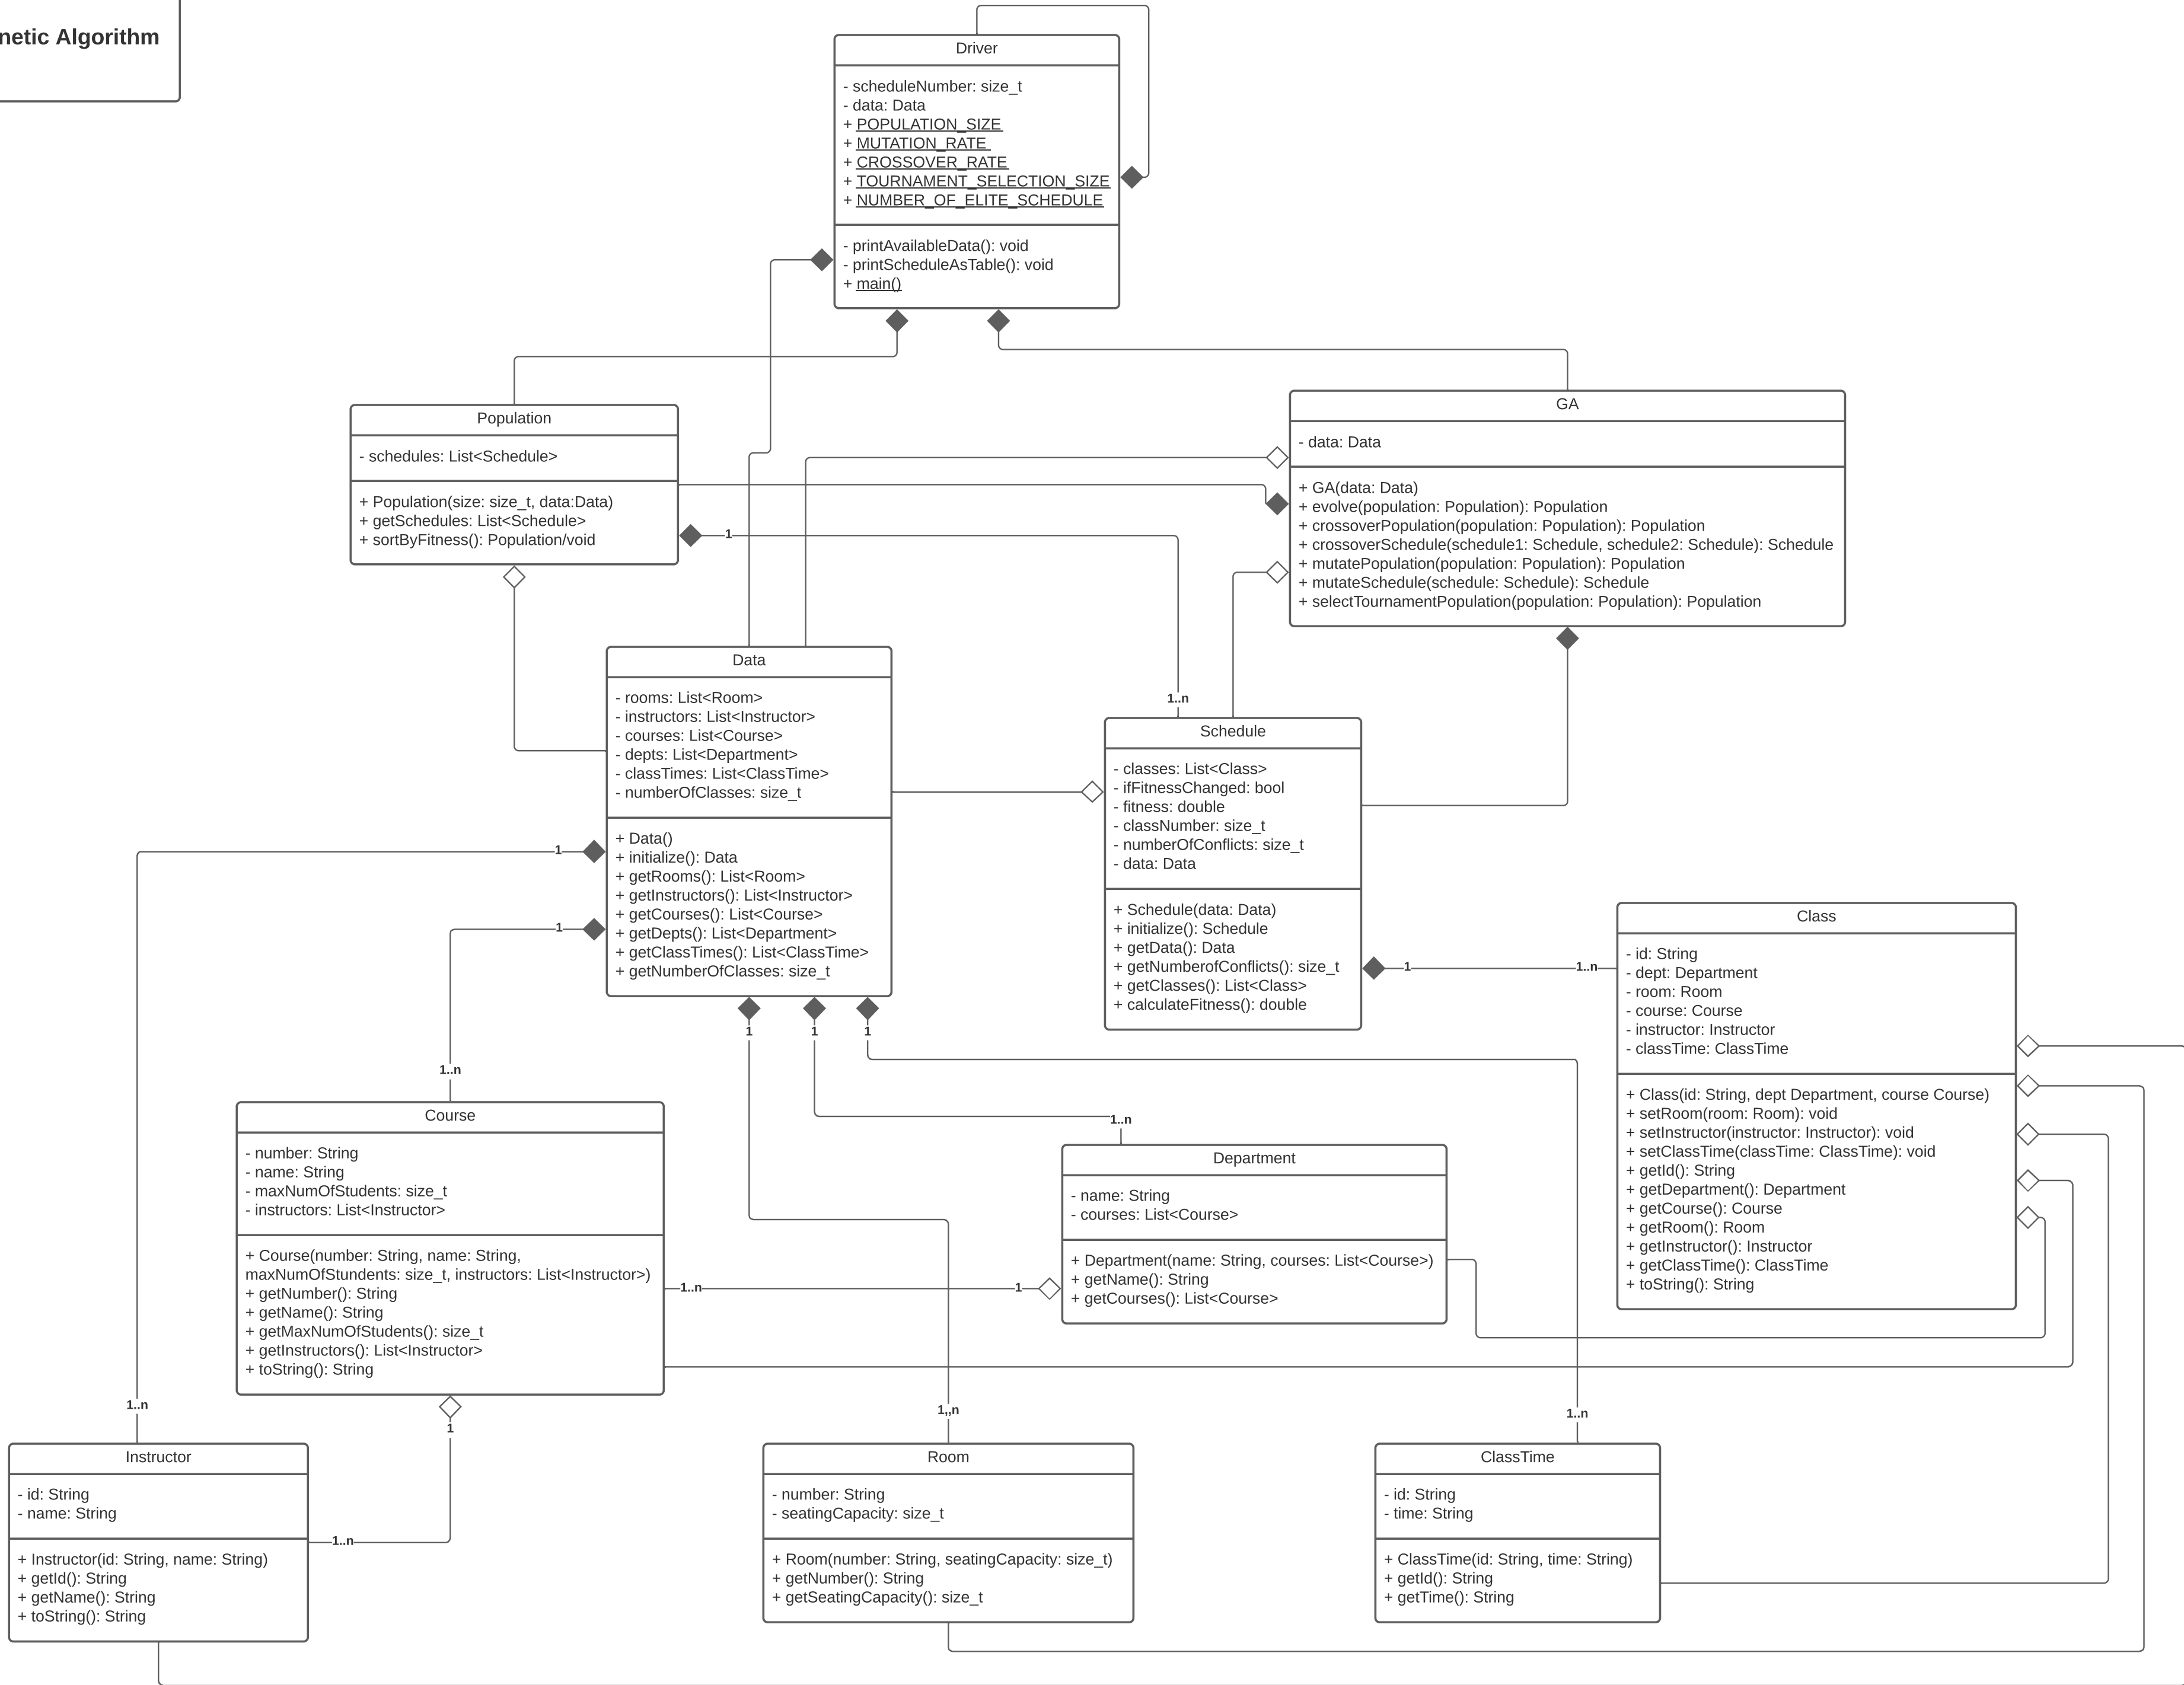 netic Algorithm
Driver
- scheduleNumber: size_t
- data: Data
+ POPULATION_SIZE
+ MUTATION_RATE
+ CROSSOVER_RATE
+ TOURNAMENT_SELECTION_SIZE
+ NUMBER_OF_ELITE_SCHEDULE
- printAvailableData(): void
- printScheduleAsTable(): void
+ main()
Population
- schedules: List<Schedule>
+ Population(size: size_t, data:Data)
+ getSchedules: List<Schedule>
+ sortByFitness(): Population/void
GA
- data: Data
+ GA(data: Data)
+ evolve(population: Population): Population
+ crossoverPopulation(population: Population): Population
+ crossoverSchedule(schedule1: Schedule, schedule2: Schedule): Schedule
+ mutatePopulation(population: Population): Population
+ mutateSchedule(schedule: Schedule): Schedule
+ selectTournamentPopulation(population: Population): Population
1
1..n
Data
- rooms: List<Room>
- instructors: List<Instructor>
- courses: List<Course>
- depts: List<Department>
- classTimes: List<ClassTime>
- numberOfClasses: size_t
+ Data()
+ initialize(): Data
+ getRooms(): List<Room>
+ getInstructors(): List<Instructor>
+ getCourses(): List<Course>
+ getDepts(): List<Department>
+ getClassTimes(): List<ClassTime>
+ getNumberOfClasses: size_t
Schedule
- classes: List<Class>
- ifFitnessChanged: bool
- fitness: double
- classNumber: size_t
- numberOfConflicts: size_t
- data: Data
+ Schedule(data: Data)
+ initialize(): Schedule
+ getData(): Data
+ getNumberofConflicts(): size_t
+ getClasses(): List<Class>
+ calculateFitness(): double
1
1..n
Class
- id: String
- dept: Department
- room: Room
- course: Course
- instructor: Instructor
- classTime: ClassTime
+ Class(id: String, dept Department, course Course)
+ setRoom(room: Room): void
+ setInstructor(instructor: Instructor): void
+ setClassTime(classTime: ClassTime): void
+ getId(): String
+ getDepartment(): Department
+ getCourse(): Course
+ getRoom(): Room
+ getInstructor(): Instructor
+ getClassTime(): ClassTime
+ toString(): String
1
1
1
1
1
1..n
1..n
Course
- number: String
- name: String
- maxNumOfStudents: size_t
- instructors: List<Instructor>
+ Course(number: String, name: String,
maxNumOfStundents: size_t, instructors: List<Instructor>)
+ getNumber(): String
+ getName(): String
+ getMaxNumOfStudents(): size_t
+ getInstructors(): List<Instructor>
+ toString(): String
Department
- name: String
- courses: List<Course>
+ Department(name: String, courses: List<Course>)
+ getName(): String
+ getCourses(): List<Course>
1..n
1
1..n
1
1,,n
1..n
1..n
Instructor
- id: String
- name: String
+ Instructor(id: String, name: String)
+ getId(): String
+ getName(): String
+ toString(): String
Room
- number: String
- seatingCapacity: size_t
+ Room(number: String, seatingCapacity: size_t)
+ getNumber(): String
+ getSeatingCapacity(): size_t
ClassTime
- id: String
- time: String
+ ClassTime(id: String, time: String)
+ getId(): String
+ getTime(): String